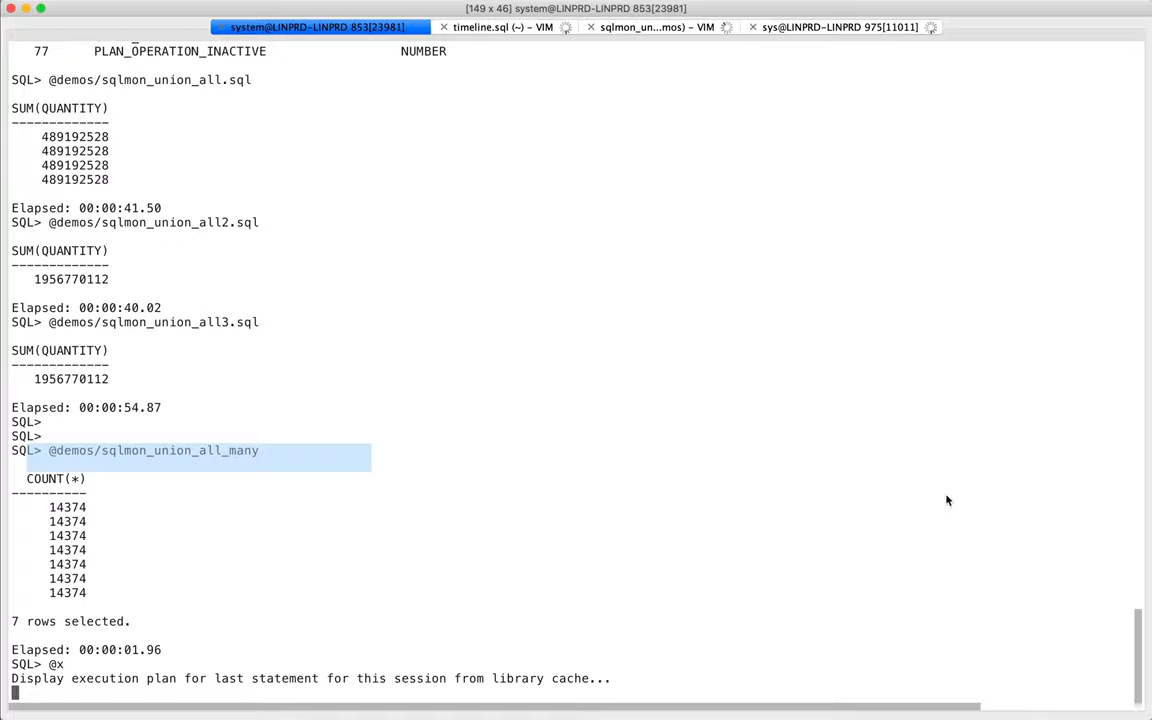 [149 x 46] system@LINPRD-LINPRD 853[23981]
system@LINPRD-LINPRD 853[23981]
timeline.sql (~) – VIM
sqlmon_un...mos) – VIM
sys@LINPRD-LINPRD 975[11011]
77 PLAN_OPERATION_INACTIVE NUMBER
SQL> @demos/sqlmon_union_all.sql
SUM(QUANTITY)
-------------
489192528
489192528
489192528
489192528
Elapsed: 00:00:41.50
SQL> @demos/sqlmon_union_all2.sql
SUM(QUANTITY)
-------------
1956770112
Elapsed: 00:00:40.02
SQL> @demos/sqlmon_union_all3.sql
SUM(QUANTITY)
-------------
1956770112
Elapsed: 00:00:54.87
SQL>
SQL>
SQL> @demos/sqlmon_union_all_many
COUNT(*)
----------
14374
14374
14374
14374
14374
14374
14374
7 rows selected.
Elapsed: 00:00:01.96
SQL> @x
Display execution plan for last statement for this session from library cache...